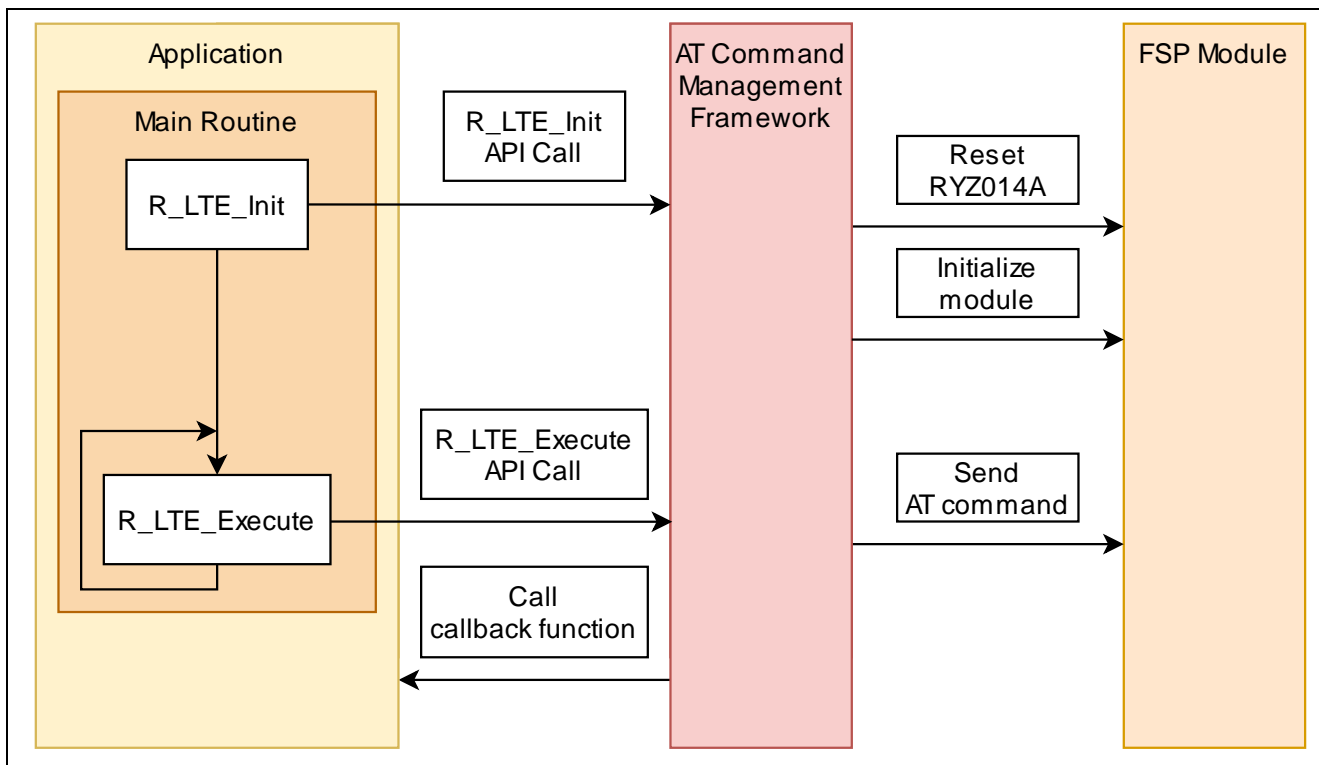 Application
Main Routine
R_LTE_Init
R_LTE_Execute
R_LTE_Init
API Call
R_LTE_Execute
API Call
Call
callback function
AT Command
Management
Framework
Reset
RYZ014A
Initialize
module
Send
AT command
FSP Module